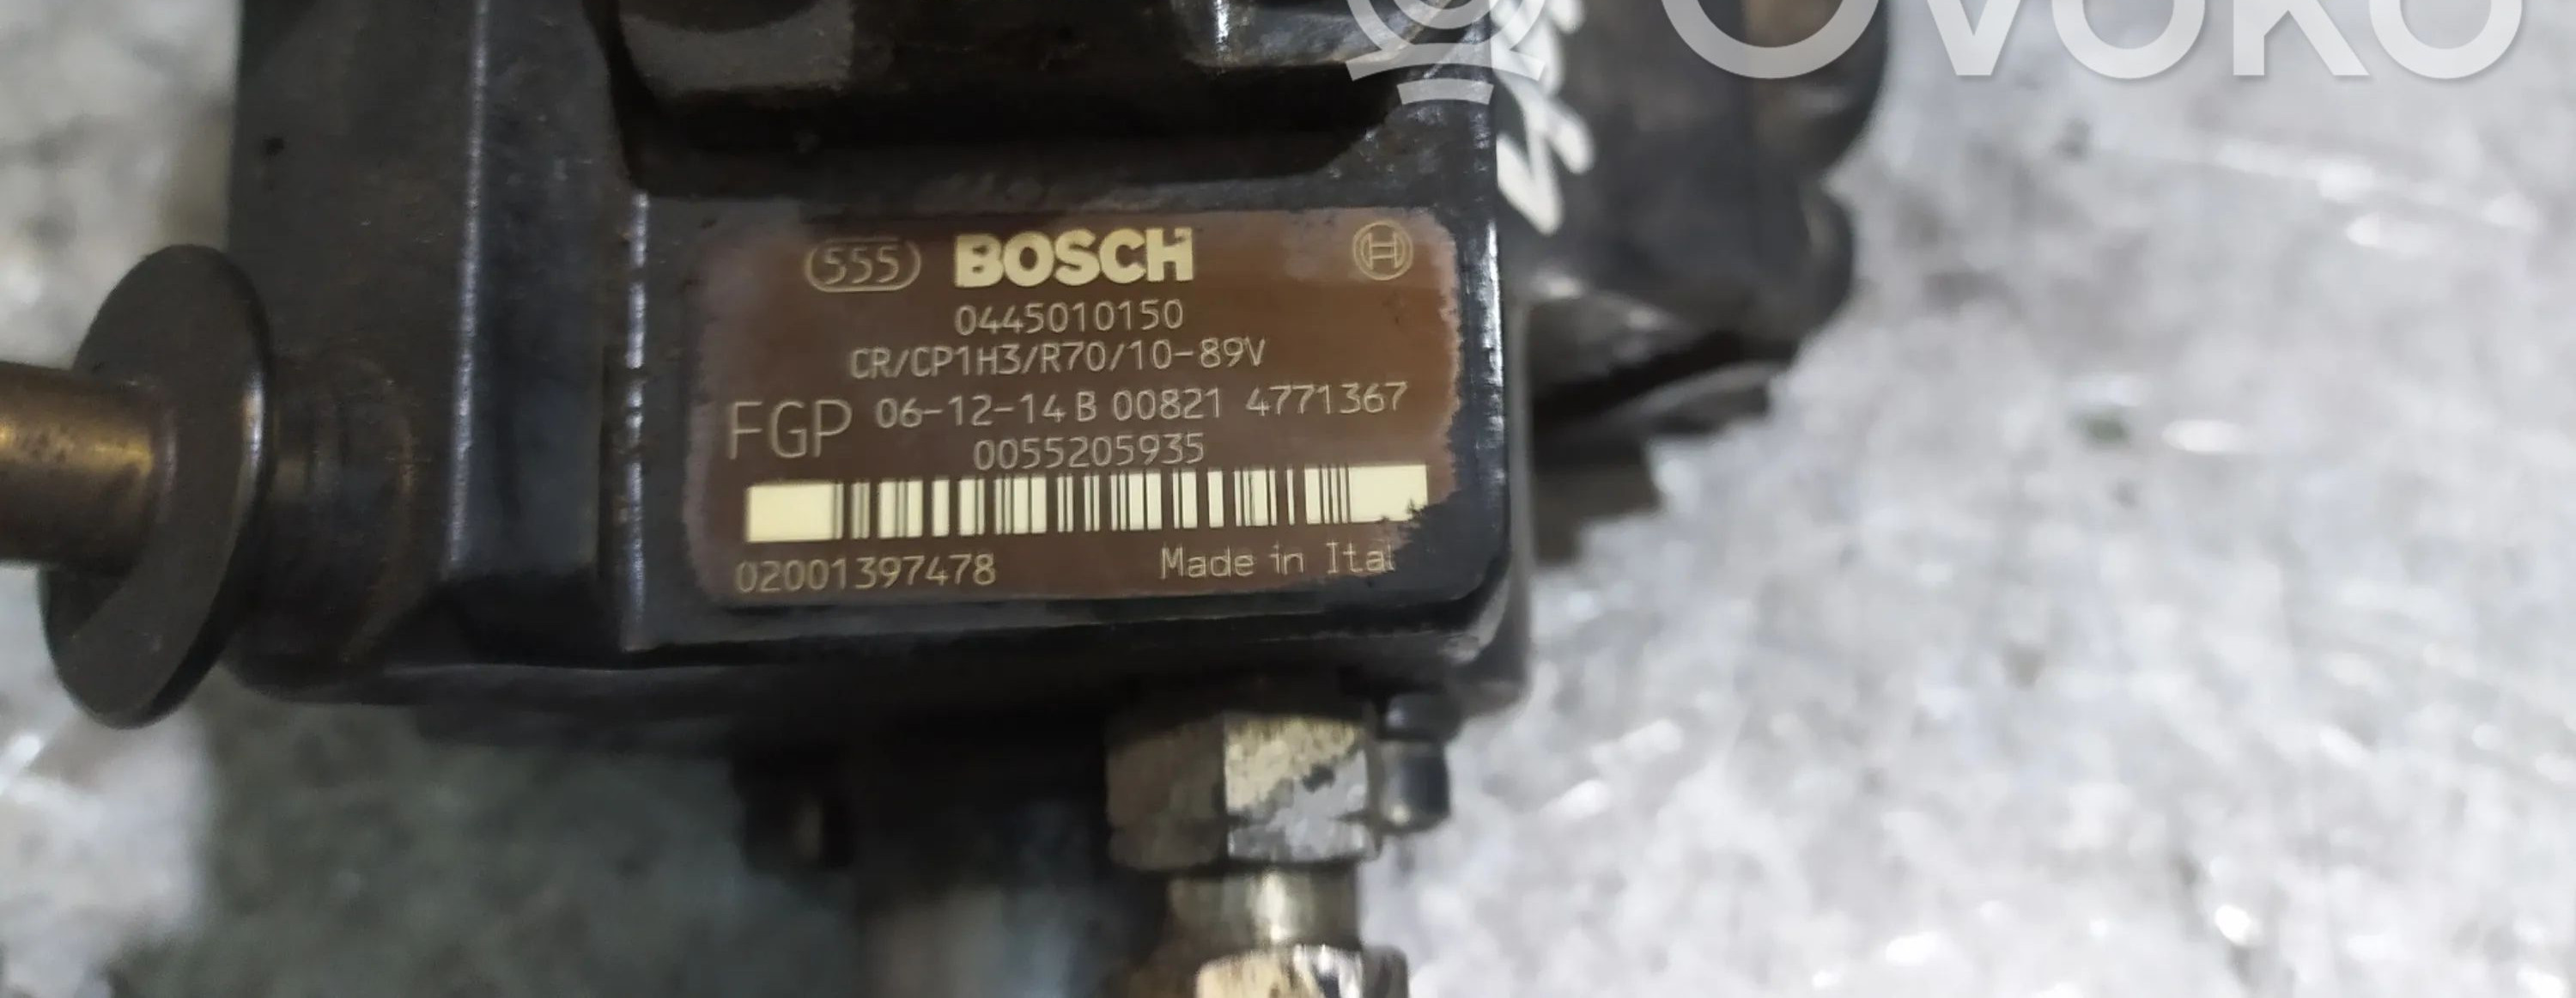 OVOKO
555 BOSCH
0445010150
CR/CP1H3/R70/10-89V
FGP 06-12-14 B 00821 4771367
0055205935
02001397478 Made in Ital